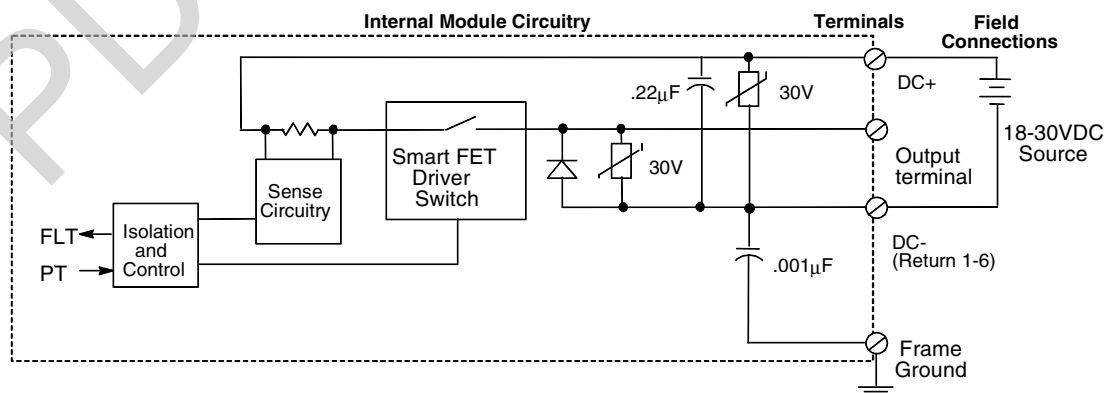 Internal Module Circuitry
Terminals
Field
Connections
DC+
.22μF
30V
18-30VDC
Source
Smart FET
Driver
Switch
30V
Output
terminal
Sense
Circuitry
FLT
PT
Isolation
and
Control
DC-
(Return 1-6)
.001μF
Frame
Ground
PD